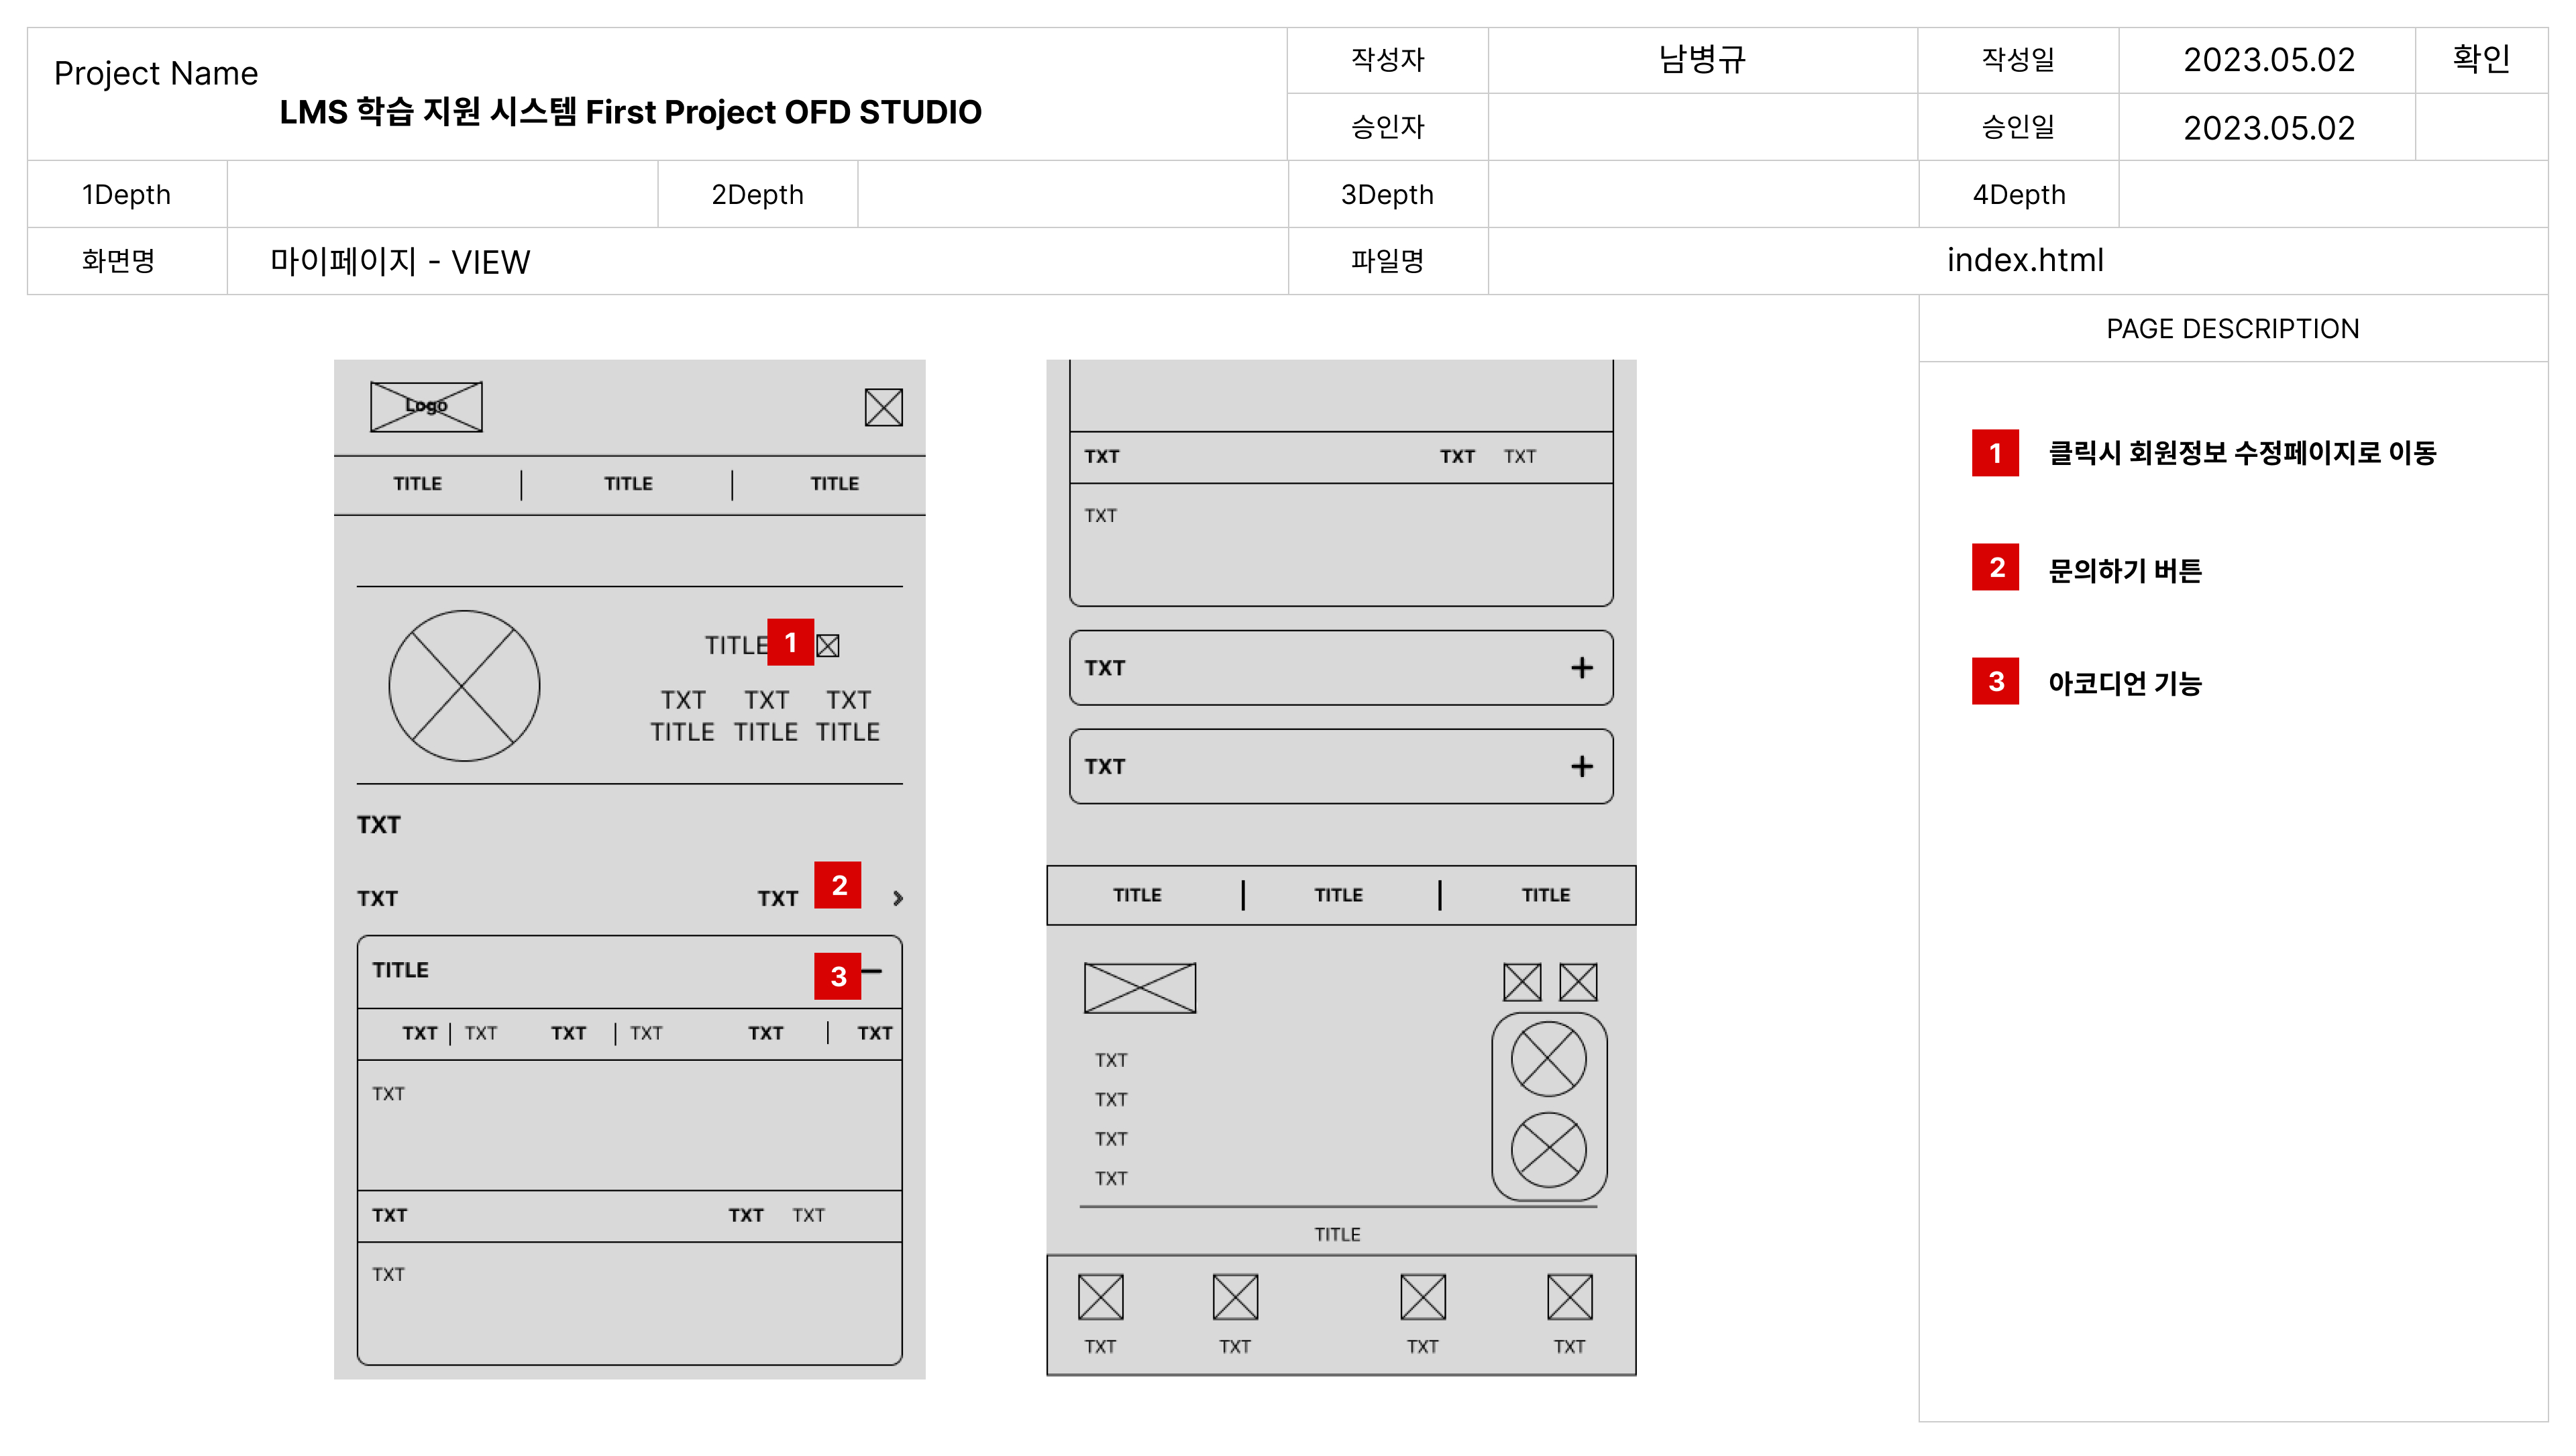 Project Name
LMS 학습 지원 시스템 First Project OFD STUDIO
작성자 남병규 작성일 2023.05.02 확인
승인자 승인일 2023.05.02
1Depth 2Depth 3Depth 4Depth
화면명 마이페이지 - VIEW 파일명 index.html
Logo
TITLE TITLE TITLE
TITLE 1
TXT TXT TXT
TITLE TITLE TITLE
TXT
TXT TXT 2
TITLE 3
TXT TXT TXT TXT TXT TXT
TXT
TXT TXT TXT
TXT
TXT TXT TXT
TXT
TXT
TXT
TITLE TITLE TITLE
TXT
TXT
TXT
TXT
TITLE
TXT TXT TXT TXT
PAGE DESCRIPTION
1 클릭시 회원정보 수정페이지로 이동
2 문의하기 버튼
3 아코디언 기능